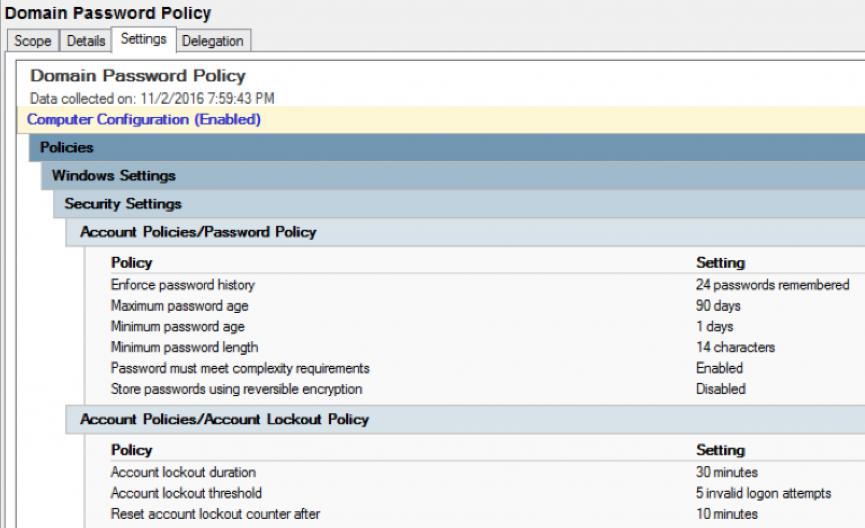 Domain Password Policy
Scope Details Settings Delegation
Domain Password Policy
Data collected on: 11/2/2016 7:59:43 PM
Computer Configuration (Enabled)
Policies
Windows Settings
Security Settings
Account Policies/Password Policy
Policy Setting
Enforce password history 24 passwords remembered
Maximum password age 90 days
Minimum password age 1 days
Minimum password length 14 characters
Password must meet complexity requirements Enabled
Store passwords using reversible encryption Disabled
Account Policies/Account Lockout Policy
Policy Setting
Account lockout duration 30 minutes
Account lockout threshold 5 invalid logon attempts
Reset account lockout counter after 10 minutes